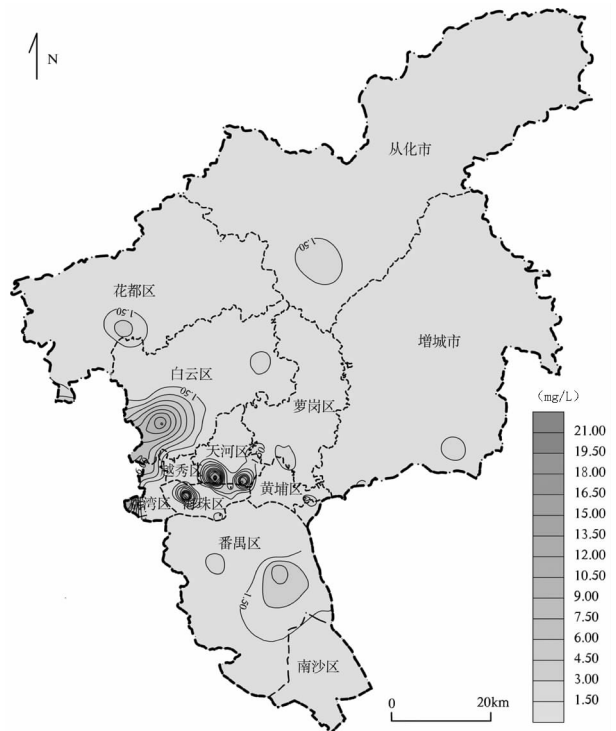 N
从化市
1.50
花都区
1.50
增城市
白云区
1.50
(mg/L)
萝岗区
天河区
越秀区
黄埔区
荔湾区
海珠区
番禺区
1.50
南沙区
21.00
19.50
18.00
16.50
15.00
13.50
12.00
10.50
9.00
7.50
6.00
4.50
3.00
1.50
0
20km